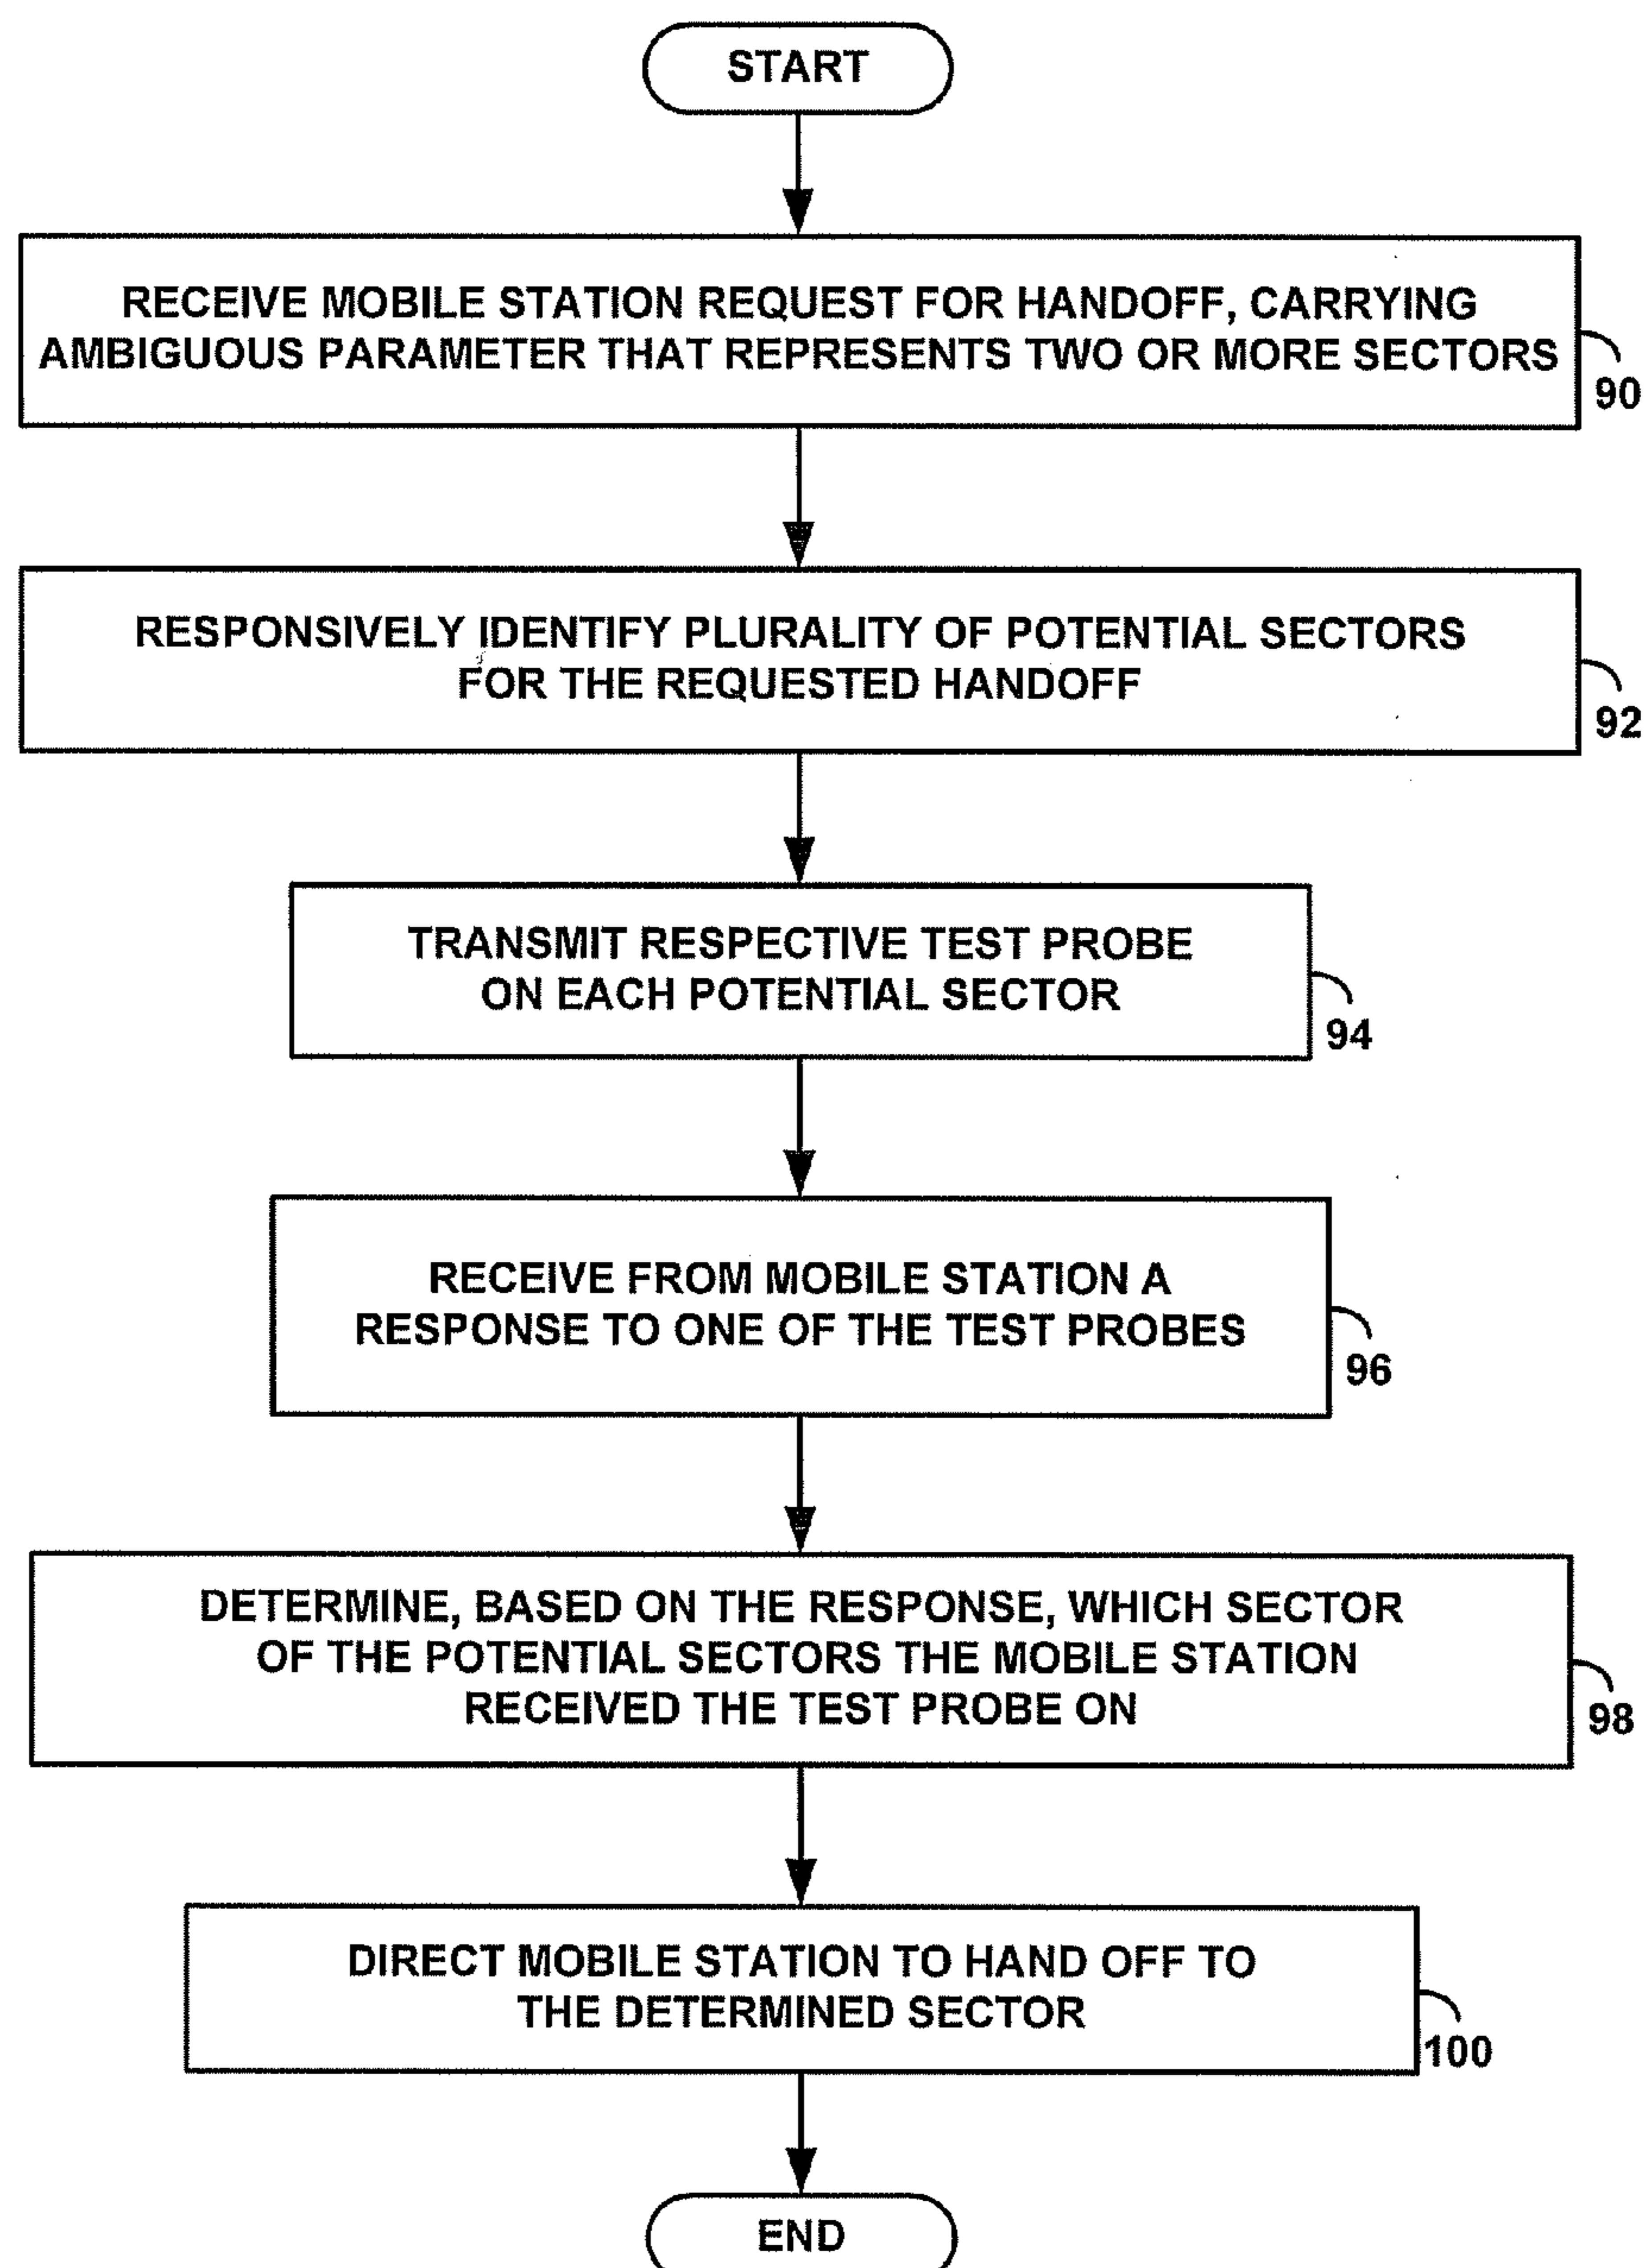 START
RECEIVE MOBILE STATION REQUEST FOR HANDOFF, CARRYING
AMBIGUOUS PARAMETER THAT REPRESENTS TWO OR MORE SECTORS
90
RESPONSIVELY IDENTIFY PLURALITY OF POTENTIAL SECTORS
FOR THE REQUESTED HANDOFF
92
TRANSMIT RESPECTIVE TEST PROBE
ON EACH POTENTIAL SECTOR
94
RECEIVE FROM MOBILE STATION A
RESPONSE TO ONE OF THE TEST PROBES
96
DETERMINE, BASED ON THE RESPONSE, WHICH SECTOR
OF THE POTENTIAL SECTORS THE MOBILE STATION
RECEIVED THE TEST PROBE ON
98
DIRECT MOBILE STATION TO HAND OFF TO
THE DETERMINED SECTOR
100
END